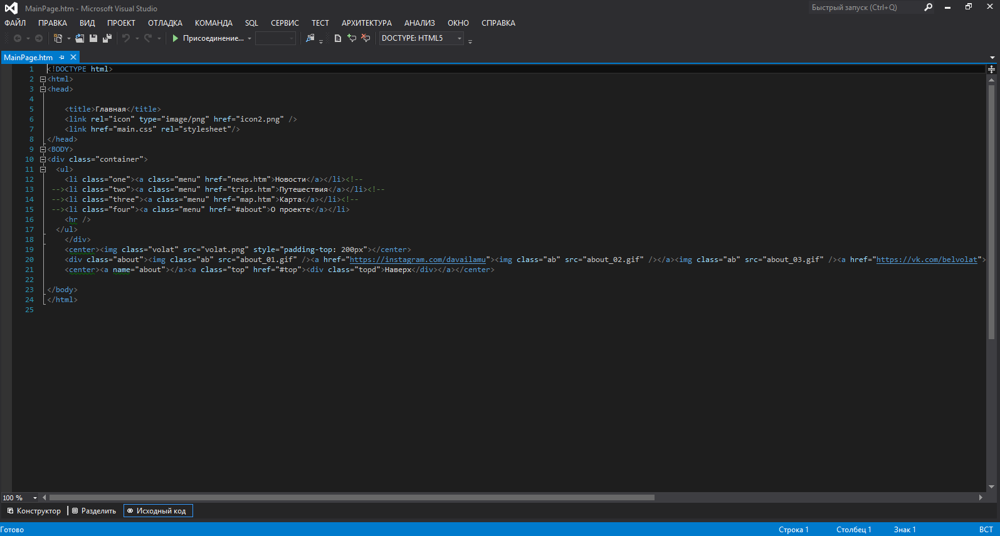 MainPage.htm - Microsoft Visual Studio
Быстрый запуск (Ctrl+Q)
ФАЙЛ ПРАВКА ВИД ПРОЕКТ ОТЛАДКА КОМАНДА SQL СЕРВИС ТЕСТ АРХИТЕКТУРА АНАЛИЗ ОКНО СПРАВКА
Присоединение... DOCTYPE: HTML5
MainPage.htm
1 <!DOCTYPE html>
2 <html>
3 <head>
4
5 <title>Главная</title>
6 <link rel="icon" type="image/png" href="icon2.png" />
7 <link href="main.css" rel="stylesheet"/>
8 </head>
9 <BODY>
10 <div class="container">
11 <ul>
12 <li class="one"><a class="menu" href="news.htm">Новости</a></li><!--
13 --><li class="two"><a class="menu" href="trips.htm">Путешествия</a></li><!--
14 --><li class="three"><a class="menu" href="map.htm">Карта</a></li><!--
15 --><li class="four"><a class="menu" href="#about">О проекте</a></li>
16 <hr />
17 </ul>
18 </div>
19 <center><img class="volat" src="volat.png" style="padding-top: 200px"></center>
20 <div class="about"><img class="ab" src="about_01.gif" /><a href="https://instagram.com/davailamu"><img class="ab" src="about_02.gif" /></a><img class="ab" src="about_03.gif" /><a href="https://vk.com/belvolat">
21 <center><a name="about"></a><a class="top" href="#top"><div class="topd">Наверх</div></a></center>
22
23 </body>
24 </html>
25
100 %
Конструктор Разделить Исходный код
Готово Строка 1 Столбец 1 Знак 1 ВСТ